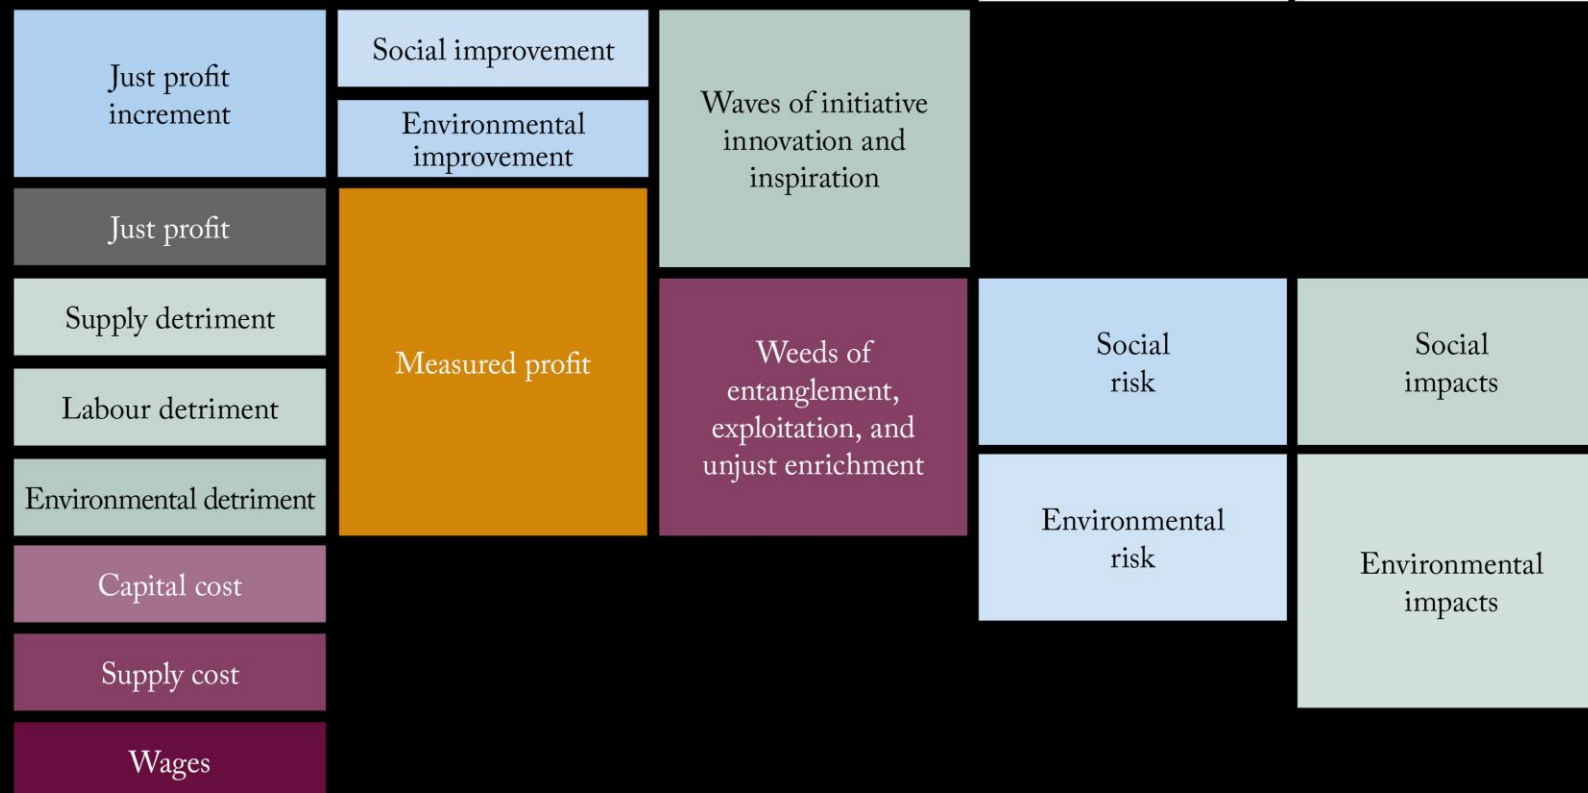 Just profit
increment
Just profit
Supply detriment
Labour detriment
Environmental detriment
Capital cost
Supply cost
Wages
Social improvement
Environmental
improvement
Measured profit
Waves of initiative
innovation and
inspiration
Weeds of
entanglement,
exploitation, and
unjust enrichment
Social
risk
Environmental
risk
Social
impacts
Environmental
impacts